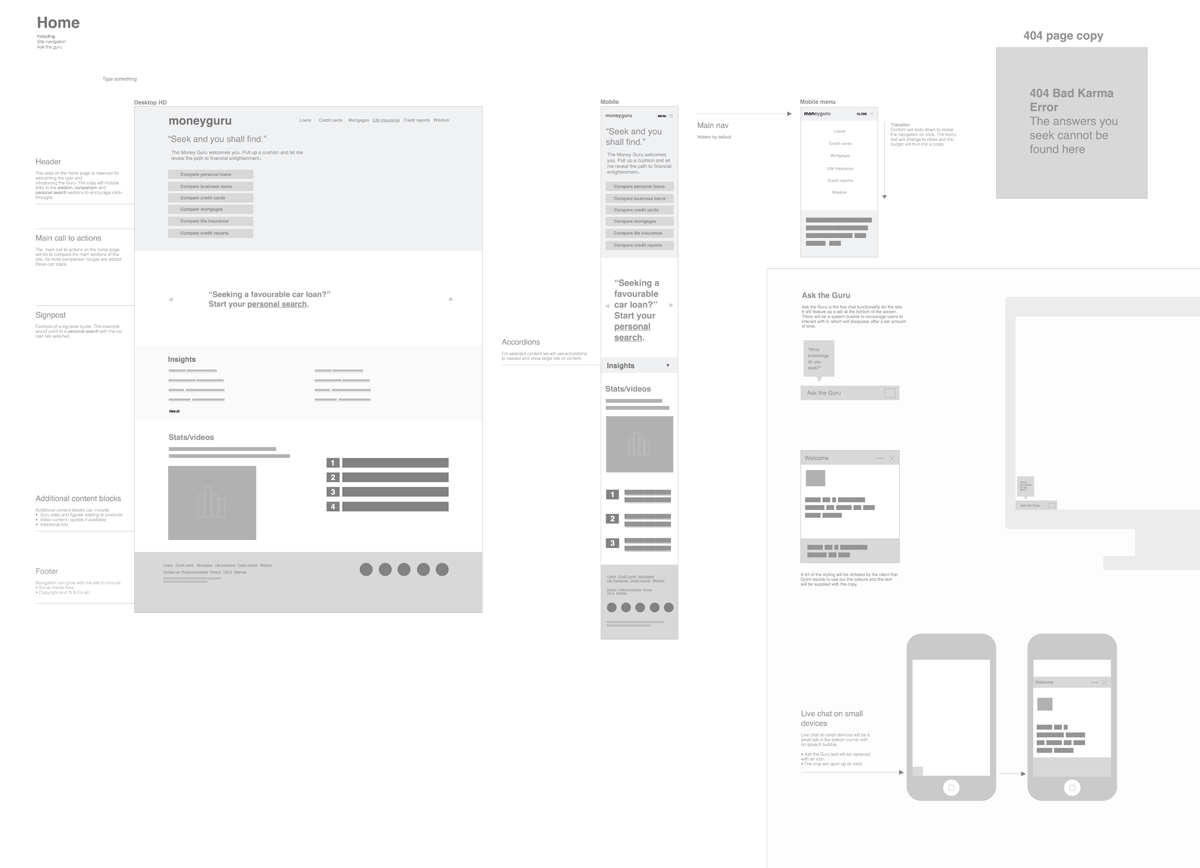 Home
Including:
Site navigation
Ask the guru
Type something
Desktop HD
Header
This area on the home page is reserved for
welcoming the user and
introducing the Guru. The copy will include
links to the wisdom, comparison and
personal search sections to encourage click-
throughs.
Main call to actions
The main call to actions on the home page
will be to compare the main sections of the
site. As more comparison ranges are added
these can stack.
Signpost
Example of a signpost quote. This example
would point to a personal search with the car
loan tab selected.
Additional content blocks
Additional content blocks can include:
• Guru stats and figures relating to products
• Video content / guides if available
• Additional info
Footer
Navigation can grow with the site to include
• Social media links
• Copyright and Ts & Cs etc
moneyguru
Loans Credit cards Mortgages Life insurance Credit reports Wisdom
“Seek and you shall find.”
The Money Guru welcomes you. Pull up a cushion and let me
reveal the path to financial enlightenment..
Compare personal loans
Compare business loans
Compare credit cards
Compare mortgages
Compare life insurance
Compare credit reports
“Seeking a favourable car loan?”
Start your personal search.
Insights
View all
Stats/videos
1
2
3
4
Loans Credit cards Mortgages Life insurance Credit reports Wisdom
Accordions
For selected content we will use accordions
to expand and show large bits of content.
Mobile
moneyguru MENU
“Seek and you
shall find.”
The Money Guru welcomes
you. Pull up a cushion and let
me reveal the path to financial
enlightenment..
Compare personal loans
Compare business loans
Compare credit cards
Compare mortgages
Compare life insurance
Compare credit reports
“Seeking a
favourable
car loan?”
Start your
personal
search.
Insights
Stats/videos
1
2
3
Loans Credit cards Mortgages
Life insurance Credit reports Wisdom
Main nav
Hidden by default
Mobile menu
moneyguru CLOSE
Loans
Credit cards
Mortgages
Life insurance
Credit reports
Wisdom
Transition
Content will slide down to reveal
the navigation on click. The menu
text will change to close and the
burger will turn into a cross.
404 page copy
404 Bad Karma
Error
The answers you
seek cannot be
found here
Ask the Guru
Ask the Guru is the live chat functionality for the site.
It will feature as a tab at the bottom of the screen.
There will be a speech bubble to encourage users to
interact with it, which will disappear after a set amount
of time.
“What
knowledge
do you
seek?”
Ask the Guru
Welcome
A lot of the styling will be dictated by the client that
Quint decide to use but the colours and the text
will be supplied with the copy.
Ask the Guru
Live chat on small
devices
Live chat on small devices will be a
small tab in the bottom corner with
no speech bubble.
• Ask the Guru text will be replaced
with an icon.
• The chat will open up on click.
Welcome